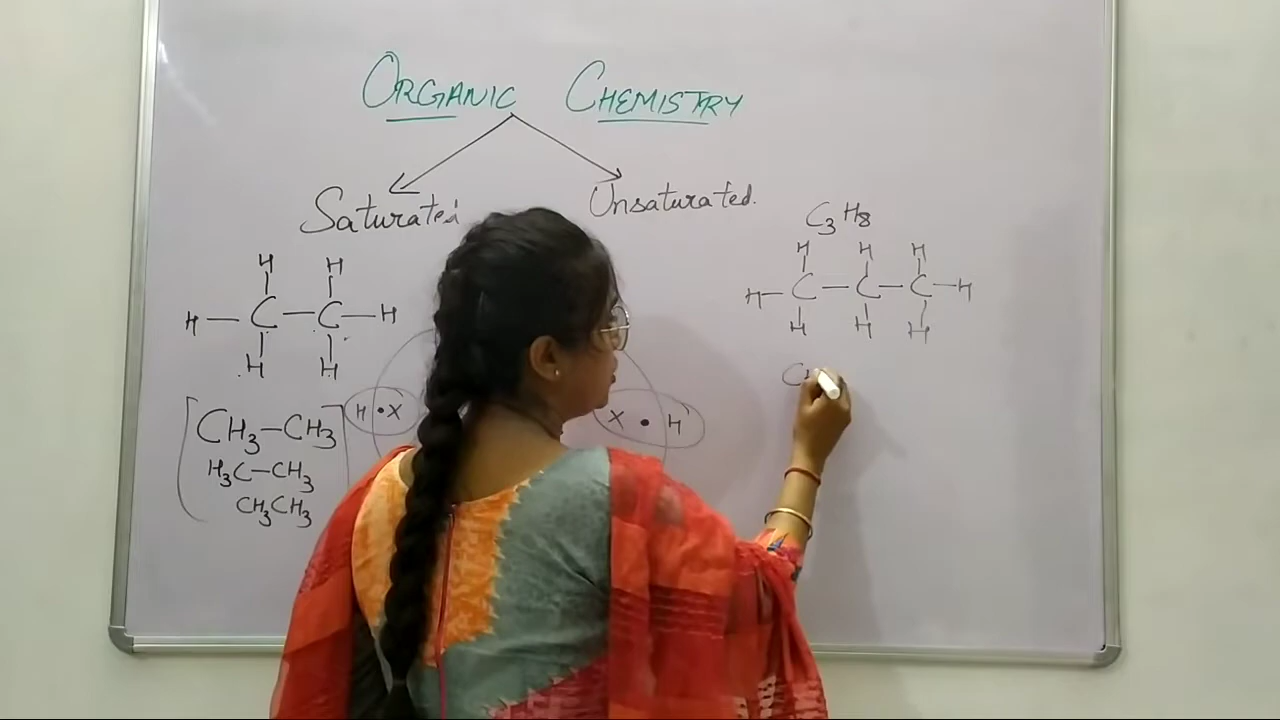 ORGANIC CHEMISTRY
Saturated
Unsaturated.
H H
H—C—C—H
H H
CH3—CH3
H3C—CH3
CH3CH3
H •X
X • H
C3H8
H H H
H—C—C—C—H
H H H
C